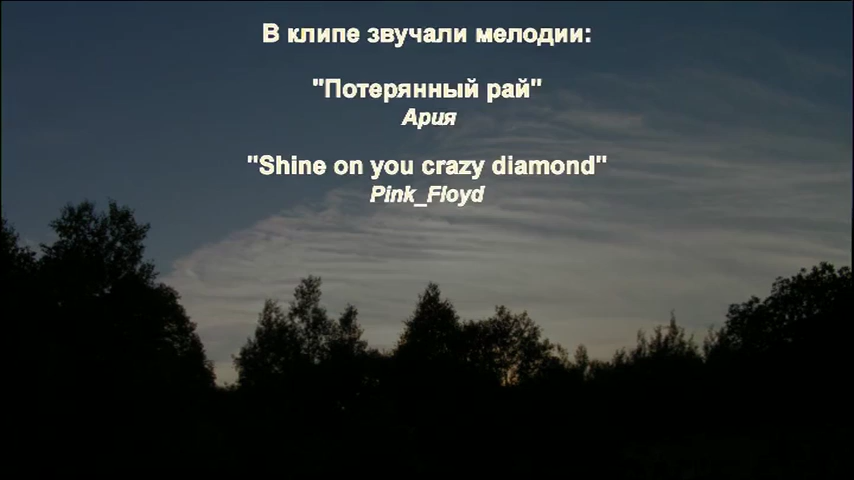 В клипе звучали мелодии:
"Потерянный рай"
Ария
"Shine on you crazy diamond"
Pink_Floyd